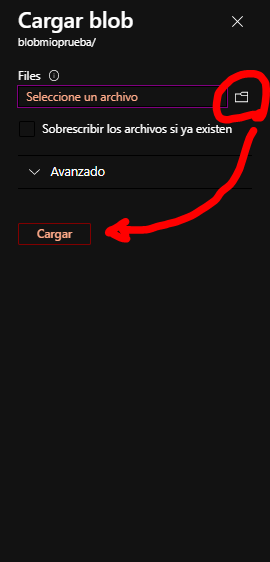 Cargar blob
blobmioprueba/
Files
Seleccione un archivo
Sobrescribir los archivos si ya existen
Avanzado
Cargar